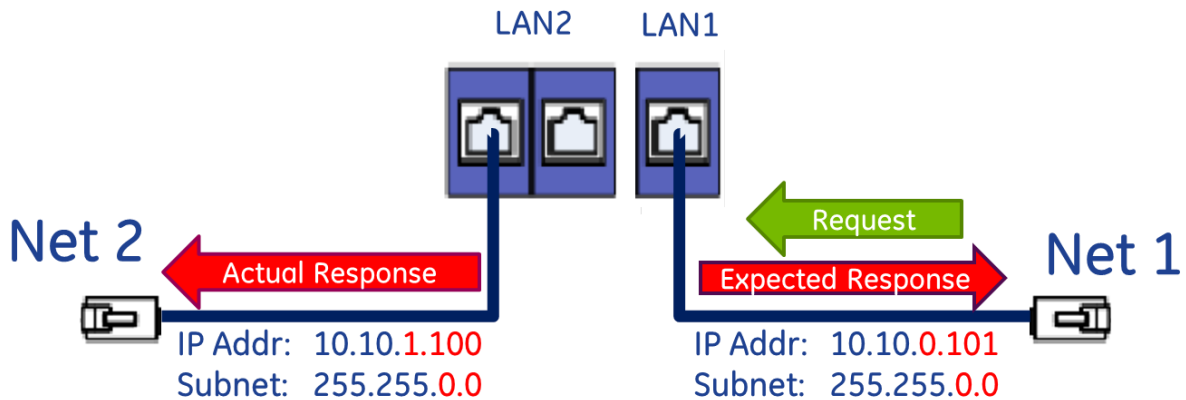 LAN2
LAN1
Request
Net 2
Actual Response
Expected Response
Net 1
IP Addr: 10.10.1.100
Subnet: 255.255.0.0
IP Addr: 10.10.0.101
Subnet: 255.255.0.0